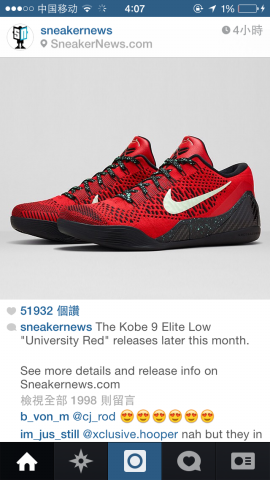 中国移动 4:07 1%
sneakernews 4小時
SneakerNews.com
51932 個讚
sneakernews The Kobe 9 Elite Low
"University Red" releases later this month.
See more details and release info on
Sneakernews.com
檢視全部 1998 則留言
b_von_m @cj_rod 😍😍😍😍😍😍
im_jus_still @xclusive.hooper nah but they in